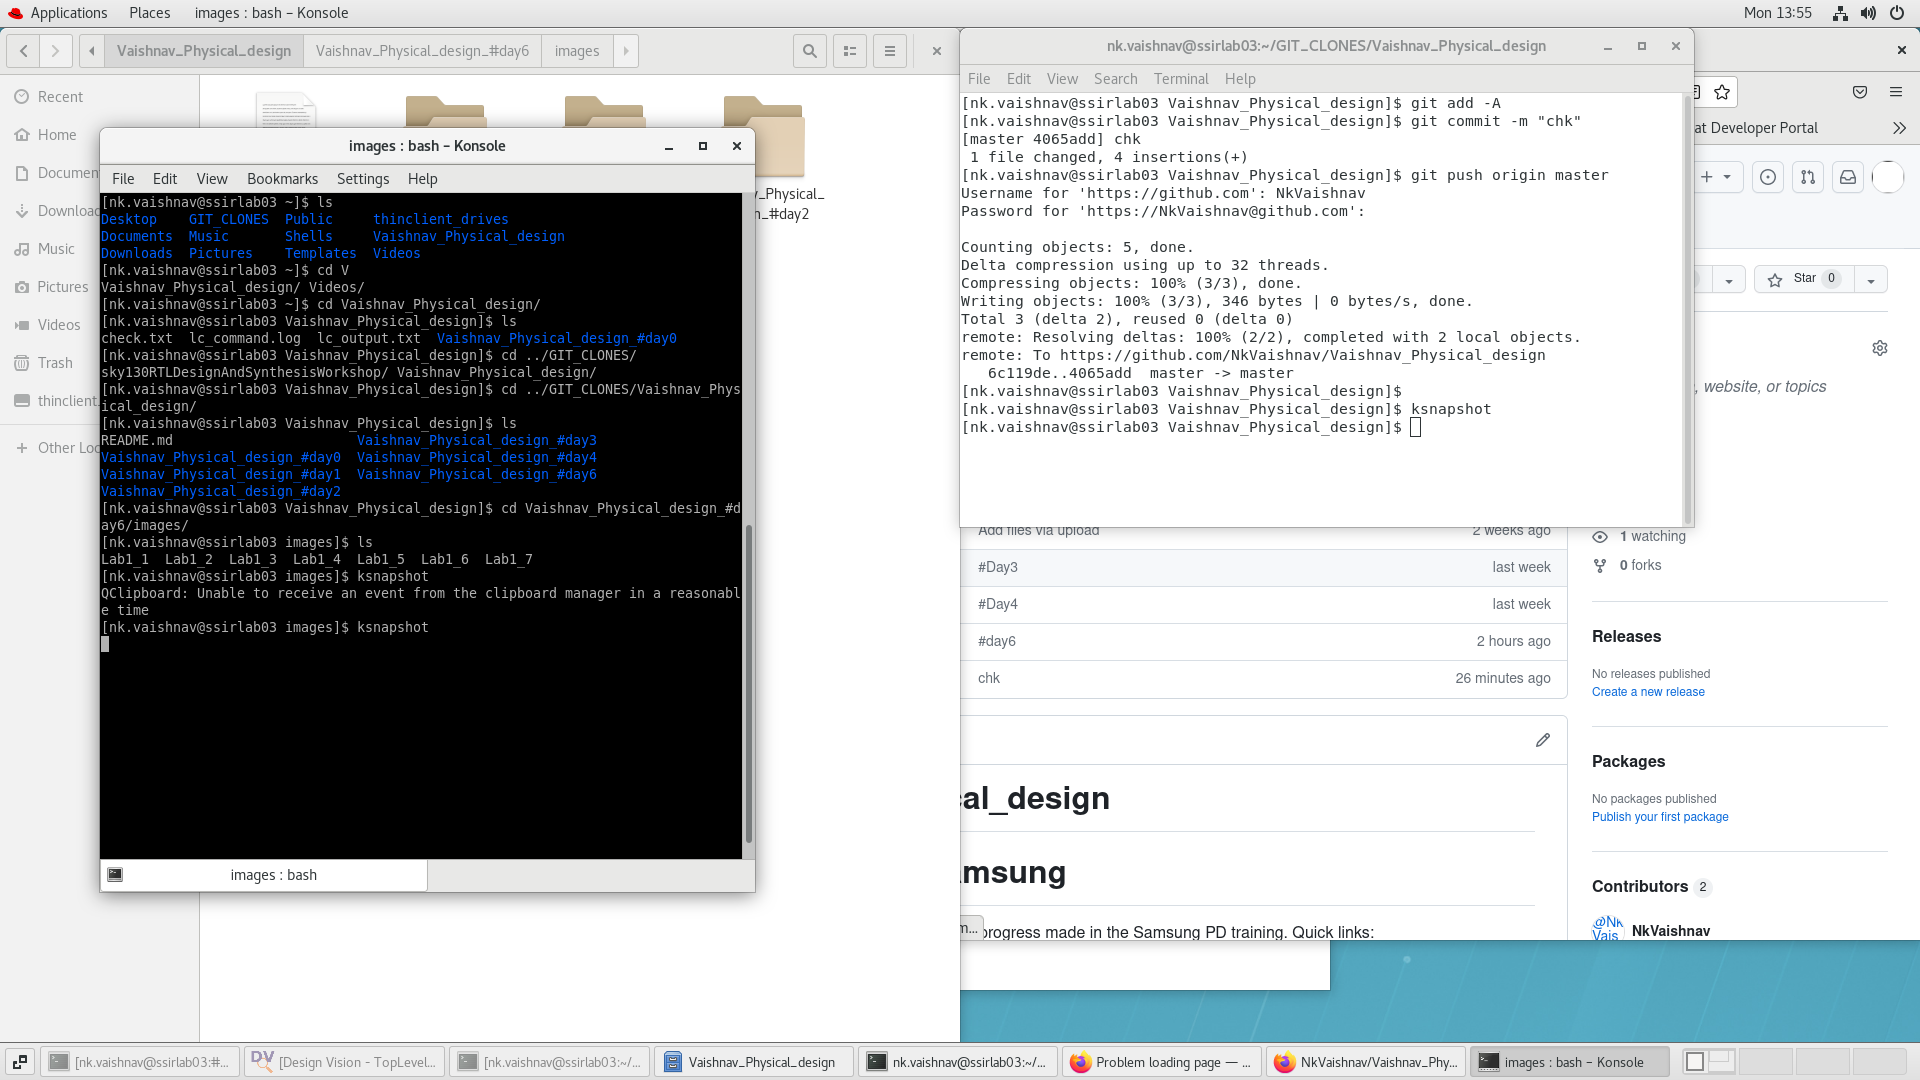 Applications Places images : bash – Konsole Mon 13:55
Vaishnav_Physical_design Vaishnav_Physical_design_#day6 images
Recent
Home
Documen
Downloac
Music
Pictures
Videos
Trash
thinclient
Other Loc
v_Physical_
n_#day2
images : bash – Konsole
File Edit View Bookmarks Settings Help
[nk.vaishnav@ssirlab03 ~]$ ls
Desktop GIT_CLONES Public thinclient_drives
Documents Music Shells Vaishnav_Physical_design
Downloads Pictures Templates Videos
[nk.vaishnav@ssirlab03 ~]$ cd V
Vaishnav_Physical_design/ Videos/
[nk.vaishnav@ssirlab03 ~]$ cd Vaishnav_Physical_design/
[nk.vaishnav@ssirlab03 Vaishnav_Physical_design]$ ls
check.txt lc_command.log lc_output.txt Vaishnav_Physical_design_#day0
[nk.vaishnav@ssirlab03 Vaishnav_Physical_design]$ cd ../GIT_CLONES/
sky130RTLDesignAndSynthesisWorkshop/ Vaishnav_Physical_design/
[nk.vaishnav@ssirlab03 Vaishnav_Physical_design]$ cd ../GIT_CLONES/Vaishnav_Phys
ical_design/
[nk.vaishnav@ssirlab03 Vaishnav_Physical_design]$ ls
README.md Vaishnav_Physical_design_#day3
Vaishnav_Physical_design_#day0 Vaishnav_Physical_design_#day4
Vaishnav_Physical_design_#day1 Vaishnav_Physical_design_#day6
Vaishnav_Physical_design_#day2
[nk.vaishnav@ssirlab03 Vaishnav_Physical_design]$ cd Vaishnav_Physical_design_#d
ay6/images/
[nk.vaishnav@ssirlab03 images]$ ls
Lab1_1 Lab1_2 Lab1_3 Lab1_4 Lab1_5 Lab1_6 Lab1_7
[nk.vaishnav@ssirlab03 images]$ ksnapshot
QClipboard: Unable to receive an event from the clipboard manager in a reasonabl
e time
[nk.vaishnav@ssirlab03 images]$ ksnapshot
images : bash
nk.vaishnav@ssirlab03:~/GIT_CLONES/Vaishnav_Physical_design
File Edit View Search Terminal Help
[nk.vaishnav@ssirlab03 Vaishnav_Physical_design]$ git add -A
[nk.vaishnav@ssirlab03 Vaishnav_Physical_design]$ git commit -m "chk"
[master 4065add] chk
1 file changed, 4 insertions(+)
[nk.vaishnav@ssirlab03 Vaishnav_Physical_design]$ git push origin master
Username for 'https://github.com': NkVaishnav
Password for 'https://NkVaishnav@github.com':
Counting objects: 5, done.
Delta compression using up to 32 threads.
Compressing objects: 100% (3/3), done.
Writing objects: 100% (3/3), 346 bytes | 0 bytes/s, done.
Total 3 (delta 2), reused 0 (delta 0)
remote: Resolving deltas: 100% (2/2), completed with 2 local objects.
remote: To https://github.com/NkVaishnav/Vaishnav_Physical_design
6c119de..4065add master -> master
[nk.vaishnav@ssirlab03 Vaishnav_Physical_design]$
[nk.vaishnav@ssirlab03 Vaishnav_Physical_design]$ ksnapshot
[nk.vaishnav@ssirlab03 Vaishnav_Physical_design]$
at Developer Portal
Star 0
, website, or topics
1 watching
0 forks
Add files via upload 2 weeks ago
#Day3 last week
#Day4 last week
#day6 2 hours ago
chk 26 minutes ago
Releases
No releases published
Create a new release
Packages
No packages published
Publish your first package
Contributors 2
@Nk
Vais
NkVaishnav
cal_design
amsung
m...
progress made in the Samsung PD training. Quick links:
[nk.vaishnav@ssirlab03:#... [Design Vision - TopLevel... [nk.vaishnav@ssirlab03:~/... Vaishnav_Physical_design nk.vaishnav@ssirlab03:~/... Problem loading page — ... NkVaishnav/Vaishnav_Phy... images : bash – Konsole